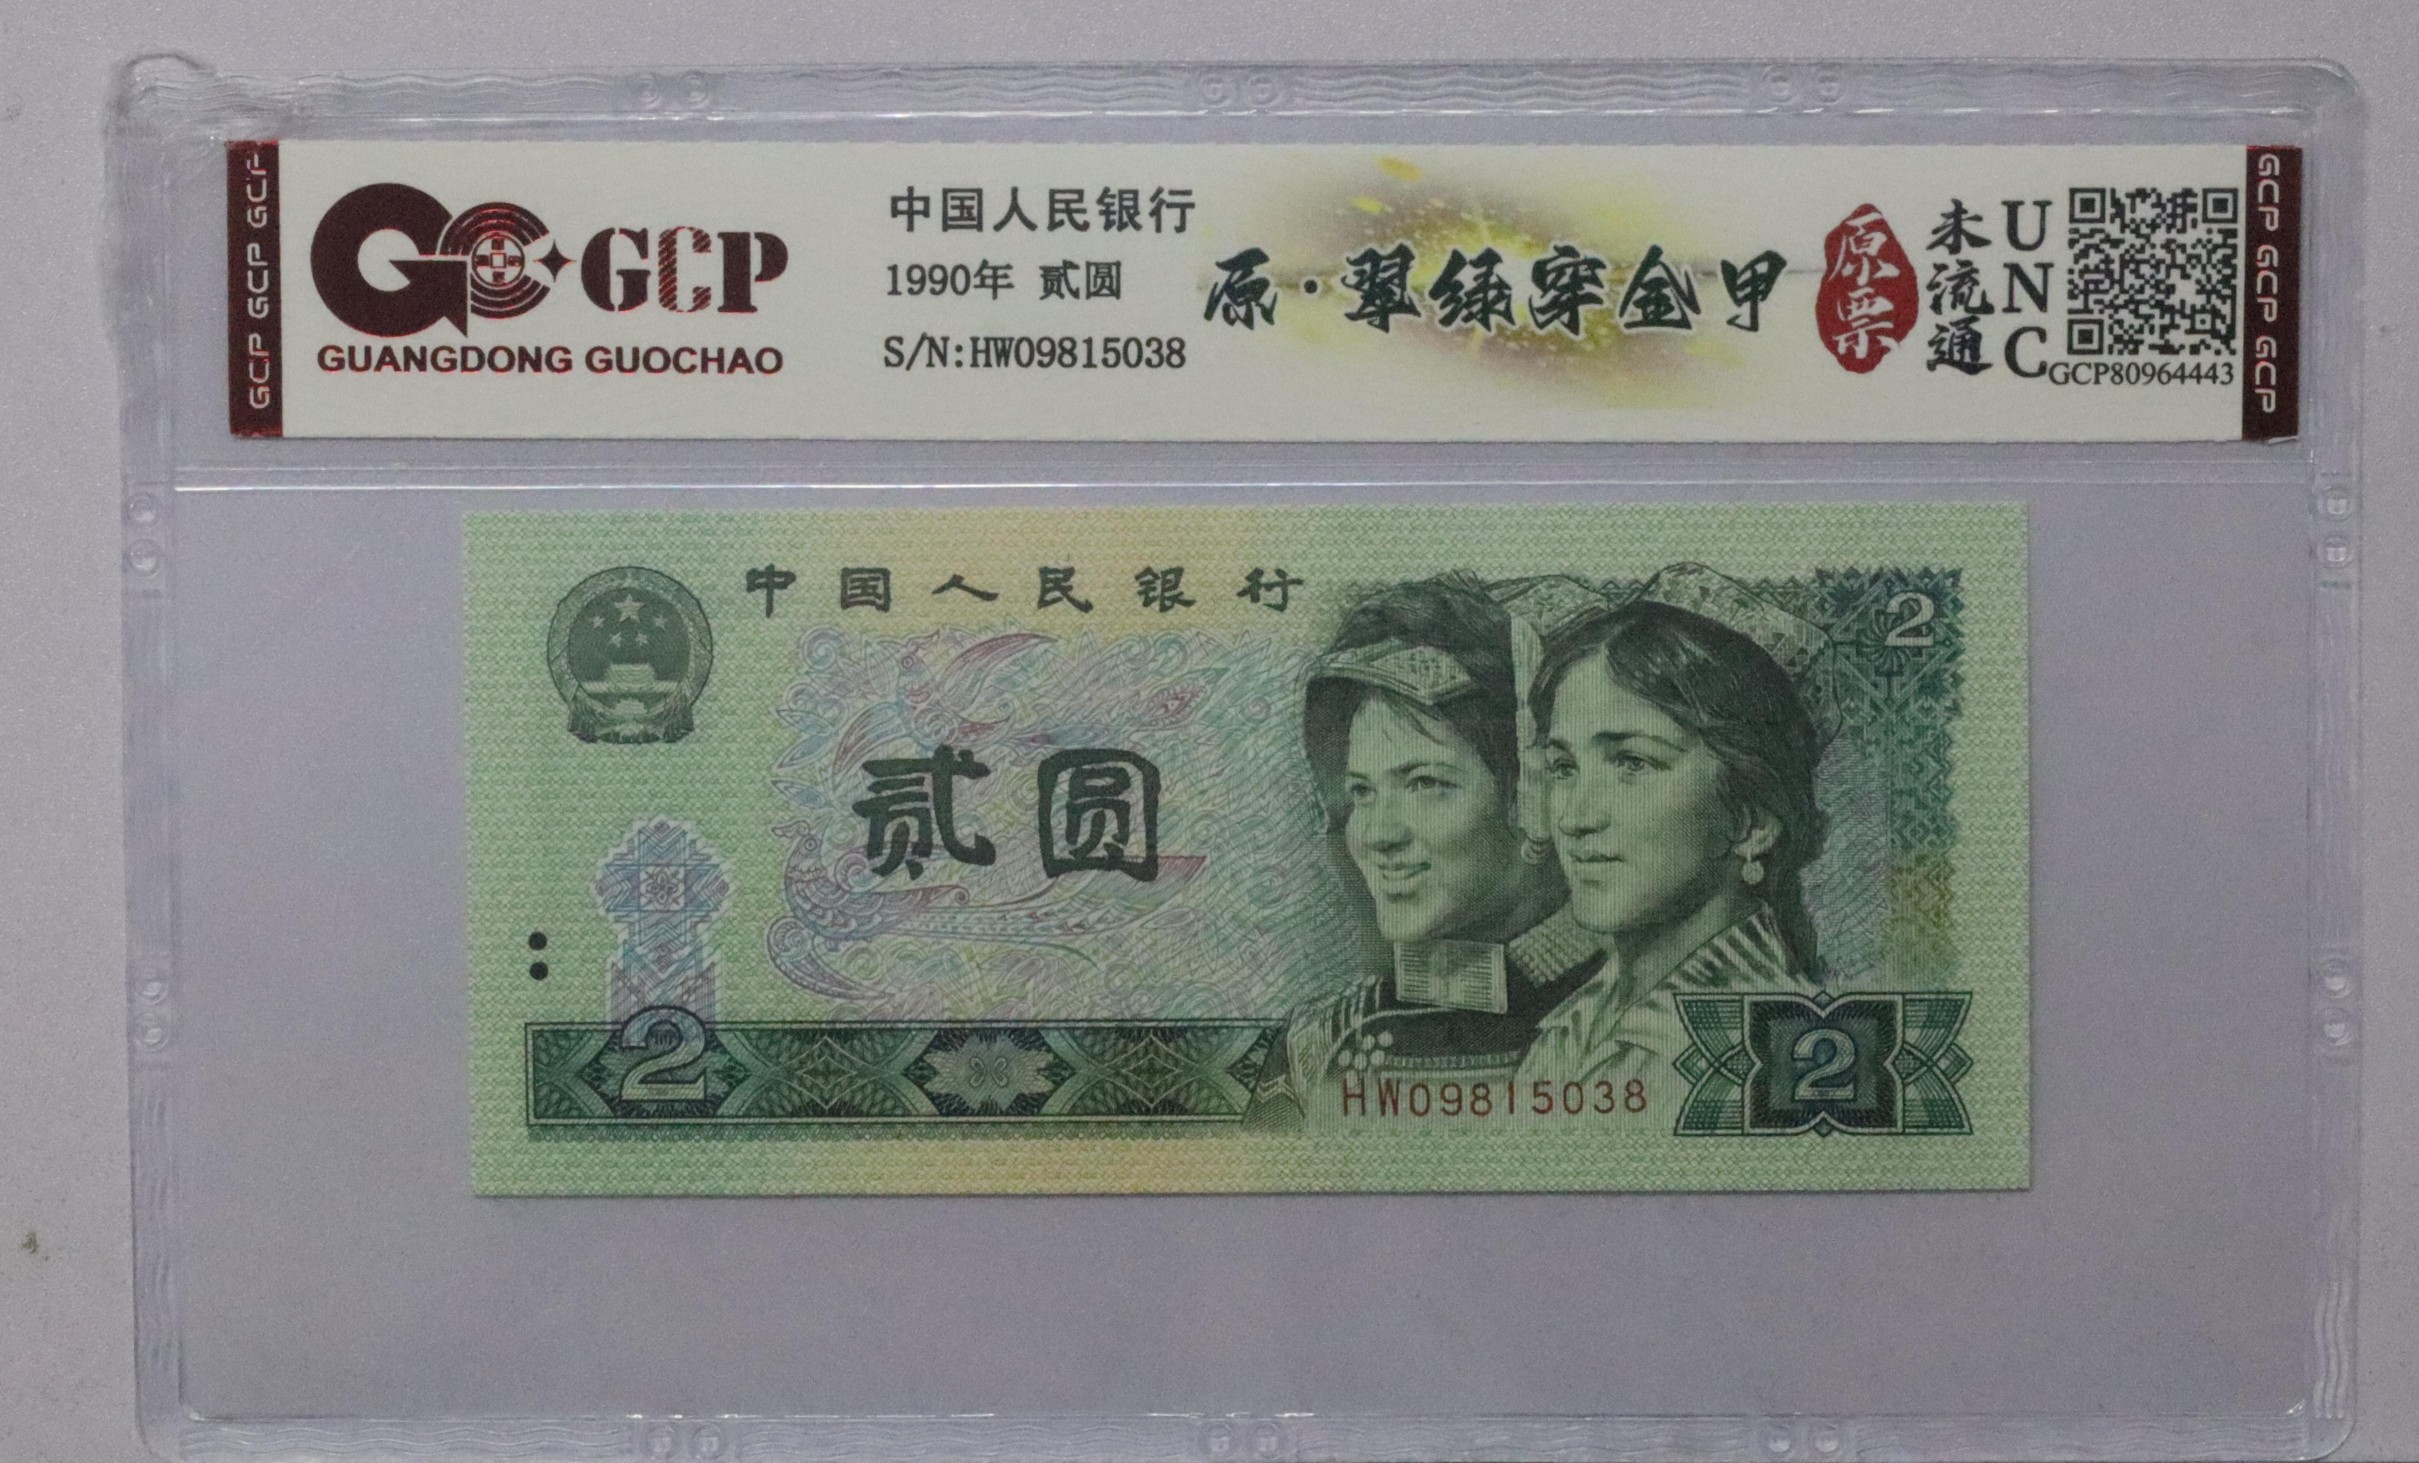 GCP GCP GCP
GCP
GUANGDONG GUOCHAO
中国人民银行
1990年 贰圆
S/N:HW09815038
原·翠绿穿金甲
原票
未流通
UNC
GCP80964443
GCP GCP GCP
中国人民银行
2
贰圆
2
HW09815038
2